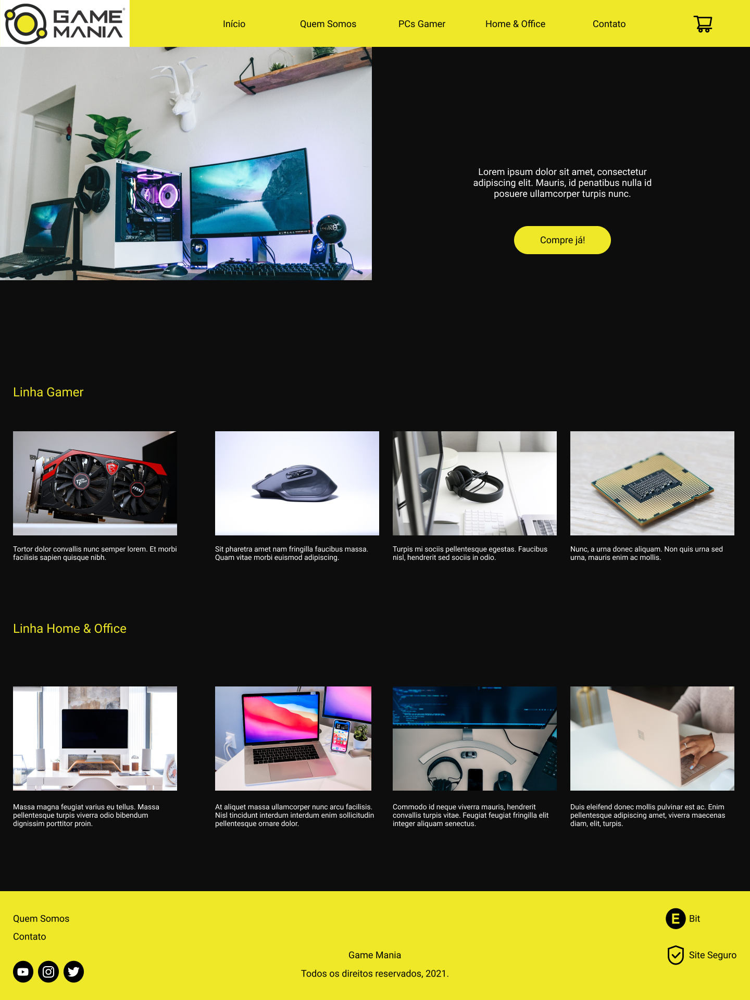 GAME
MANIA
Início
Quem Somos
PCs Gamer
Home & Office
Contato
Lorem ipsum dolor sit amet, consectetur
adipiscing elit. Mauris, id penatibus nulla id
posuere ullamcorper turpis nunc.
Compre já!
Linha Gamer
Twin
Frozr
msi
Tortor dolor convallis nunc semper lorem. Et morbi
facilisis sapien quisque nibh.
Sit pharetra amet nam fringilla faucibus massa.
Quam vitae morbi euismod adipiscing.
Turpis mi sociis pellentesque egestas. Faucibus
nisl, hendrerit sed sociis in odio.
Nunc, a urna donec aliquam. Non quis urna sed
urna, mauris enim ac mollis.
Linha Home & Office
Massa magna feugiat varius eu tellus. Massa
pellentesque turpis viverra odio bibendum
dignissim porttitor proin.
At aliquet massa ullamcorper nunc arcu facilisis.
Nisl tincidunt interdum interdum enim sollicitudin
pellentesque ornare dolor.
Commodo id neque viverra mauris, hendrerit
convallis turpis vitae. Feugiat feugiat fringilla elit
integer aliquam senectus.
Duis eleifend donec mollis pulvinar est ac. Enim
pellentesque adipiscing amet, viverra maecenas
diam, elit, turpis.
Quem Somos
Contato
Game Mania
Todos os direitos reservados, 2021.
E Bit
Site Seguro